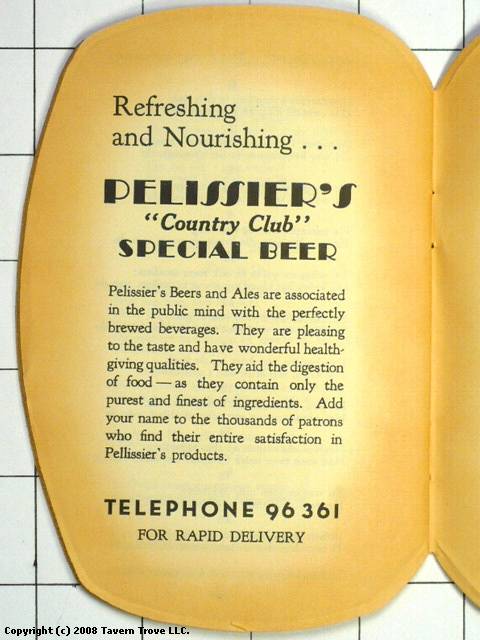 Refreshing
and Nourishing . . .
PELISSIER'S
"Country Club"
SPECIAL BEER
Pelissier's Beers and Ales are associated
in the public mind with the perfectly
brewed beverages. They are pleasing
to the taste and have wonderful health-
giving qualities. They aid the digestion
of food — as they contain only the
purest and finest of ingredients. Add
your name to the thousands of patrons
who find their entire satisfaction in
Pellissier's products.
TELEPHONE 96 361
FOR RAPID DELIVERY
Copyright (c) 2008 Tavern Trove LLC.